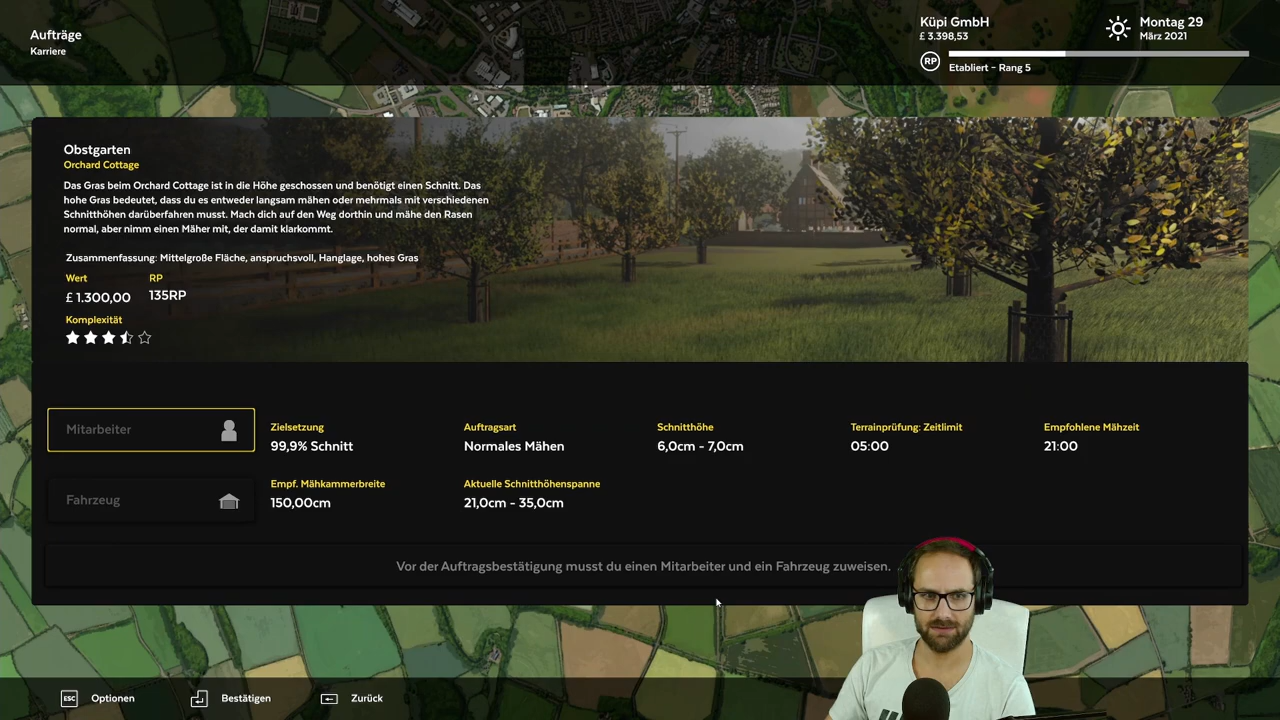 Aufträge
Karriere
Küpi GmbH
£ 3.398,53
Montag 29
März 2021
RP
Etabliert - Rang 5
Obstgarten
Orchard Cottage
Das Gras beim Orchard Cottage ist in die Höhe geschossen und benötigt einen Schnitt. Das
hohe Gras bedeutet, dass du es entweder langsam mähen oder mehrmals mit verschiedenen
Schnitthöhen darüberfahren musst. Mach dich auf den Weg dorthin und mähe den Rasen
normal, aber nimm einen Mäher mit, der damit klarkommt.
Zusammenfassung: Mittelgroße Fläche, anspruchsvoll, Hanglage, hohes Gras
Wert RP
£ 1.300,00 135RP
Komplexität
Mitarbeiter
Zielsetzung Auftragsart Schnitthöhe Terrainprüfung: Zeitlimit Empfohlene Mähzeit
99,9% Schnitt Normales Mähen 6,0cm - 7,0cm 05:00 21:00
Fahrzeug
Empf. Mähkammerbreite Aktuelle Schnitthöhenspanne
150,00cm 21,0cm - 35,0cm
Vor der Auftragsbestätigung musst du einen Mitarbeiter und ein Fahrzeug zuweisen.
ESC Optionen Bestätigen Zurück